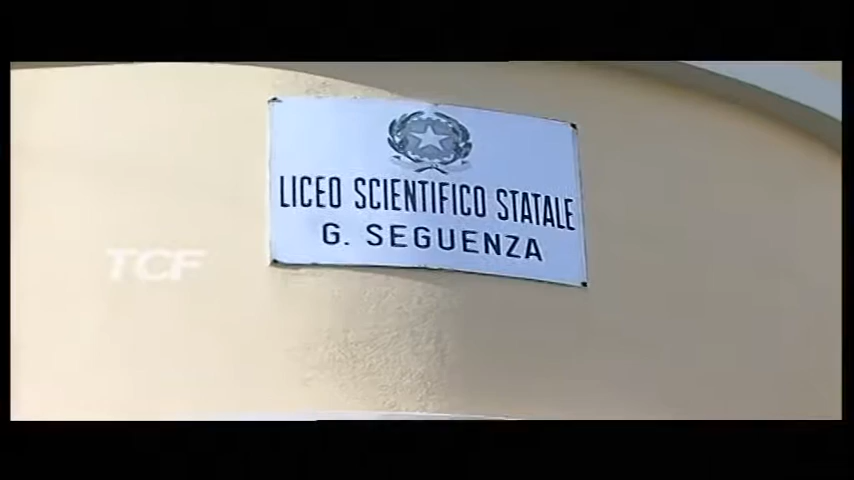 LICEO SCIENTIFICO STATALE
G. SEGUENZA
TCF